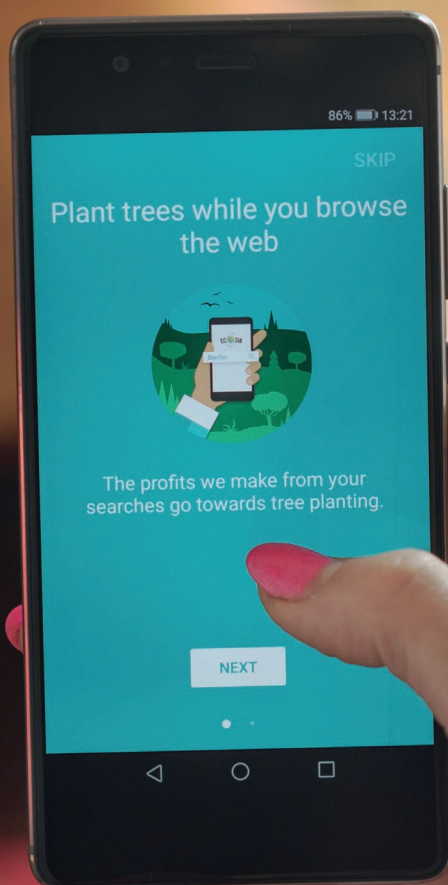 86% 13:21
SKIP
Plant trees while you browse
the web
Berlin
The profits we make from your
searches go towards tree planting.
NEXT